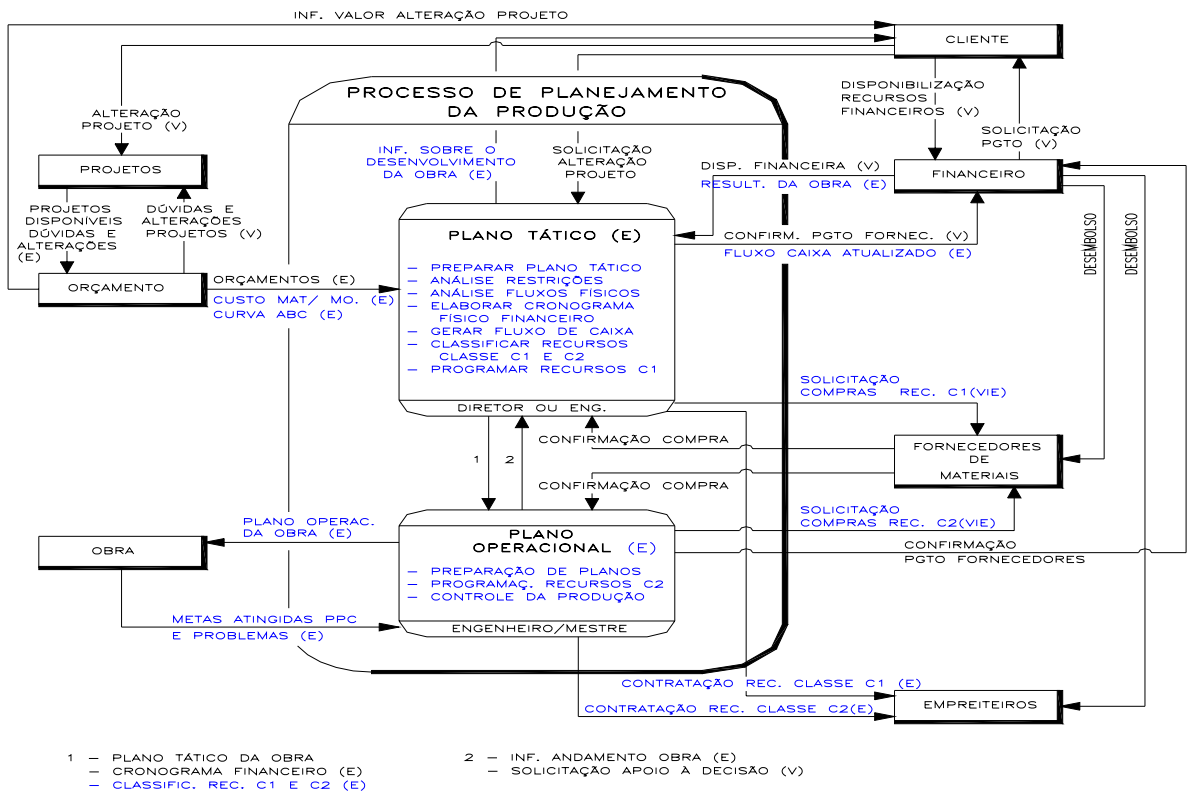 INF. VALOR ALTERAÇÃO PROJETO
CLIENTE
PROCESSO DE PLANEJAMENTO
DA PRODUÇÃO
DISPONIBILIZAÇÃO
RECURSOS
FINANCEIROS (V)
SOLICITAÇÃO
PGTO (V)
ALTERAÇÃO
PROJETO (V)
PROJETOS
INF. SOBRE O
DESENVOLVIMENTO
DA OBRA (E)
SOLICITAÇÃO
ALTERAÇÃO
PROJETO
DISP. FINANCEIRA (V)
RESULT. DA OBRA (E)
FINANCEIRO
PROJETOS
DISPONÍVEIS
DÚVIDAS E
ALTERAÇÕES
(E)
DÚVIDAS E
ALTERAÇÕES
PROJETOS (V)
DESEMBOLSO
DESEMBOLSO
PLANO TÁTICO (E)
CONFIRM. PGTO FORNEC. (V)
FLUXO CAIXA ATUALIZADO (E)
ORÇAMENTO
ORÇAMENTOS (E)
CUSTO MAT/ MO. (E)
CURVA ABC (E)
– PREPARAR PLANO TÁTICO
– ANÁLISE RESTRIÇÕES
– ANÁLISE FLUXOS FÍSICOS
– ELABORAR CRONOGRAMA
FÍSICO FINANCEIRO
– GERAR FLUXO DE CAIXA
– CLASSIFICAR RECURSOS
CLASSE C1 E C2
– PROGRAMAR RECURSOS C1
DIRETOR OU ENG.
SOLICITAÇÃO
COMPRAS REC. C1(VIE)
1
2
CONFIRMAÇÃO COMPRA
FORNECEDORES
DE
MATERIAIS
CONFIRMAÇÃO COMPRA
SOLICITAÇÃO
COMPRAS REC. C2(VIE)
PLANO OPERAC.
DA OBRA (E)
OBRA
PLANO
OPERACIONAL (E)
– PREPARAÇÃO DE PLANOS
– PROGRAMAÇ. RECURSOS C2
– CONTROLE DA PRODUÇÃO
CONFIRMAÇÃO
PGTO FORNECEDORES
METAS ATINGIDAS PPC
E PROBLEMAS (E)
ENGENHEIRO/MESTRE
CONTRATAÇÃO REC. CLASSE C1 (E)
CONTRATAÇÃO REC. CLASSE C2(E)
EMPREITEIROS
1 – PLANO TÁTICO DA OBRA
– CRONOGRAMA FINANCEIRO (E)
– CLASSIFIC. REC. C1 E C2 (E)
2 – INF. ANDAMENTO OBRA (E)
– SOLICITAÇÃO APOIO À DECISÃO (V)